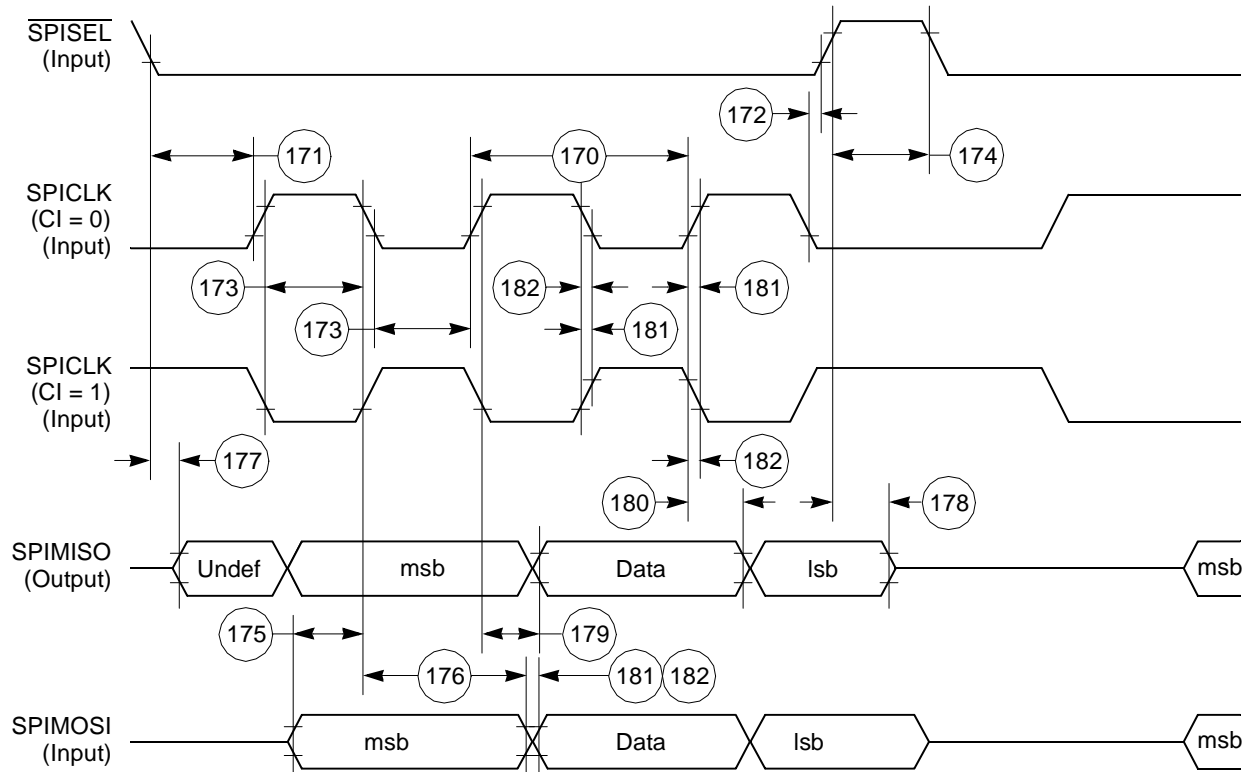 SPISEL
(Input)
172
171
170
174
SPICLK
(CI = 0)
(Input)
173
182
181
173
181
SPICLK
(CI = 1)
(Input)
177
182
180
178
SPIMISO
(Output)
Undef
msb
Data
lsb
msb
175
179
176
181
182
SPIMOSI
(Input)
msb
Data
lsb
msb